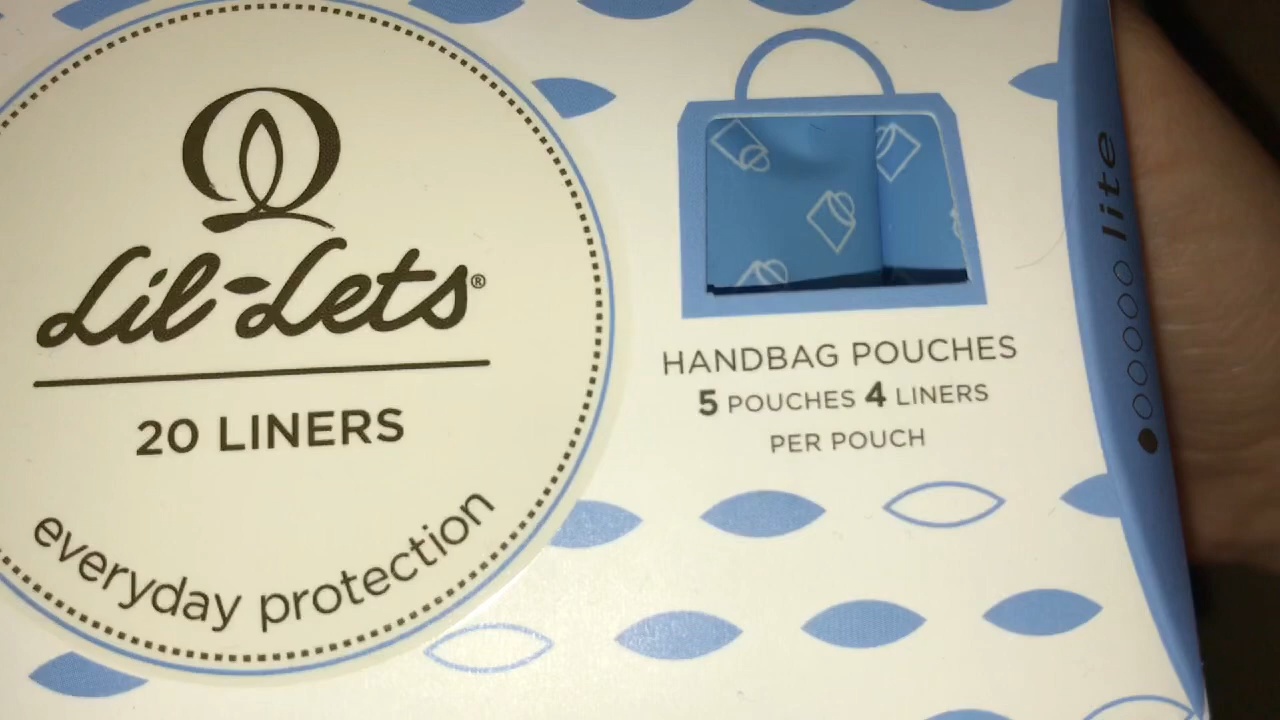 Lil-Lets®
20 LINERS
everyday protection
HANDBAG POUCHES
5 POUCHES 4 LINERS
PER POUCH
lite